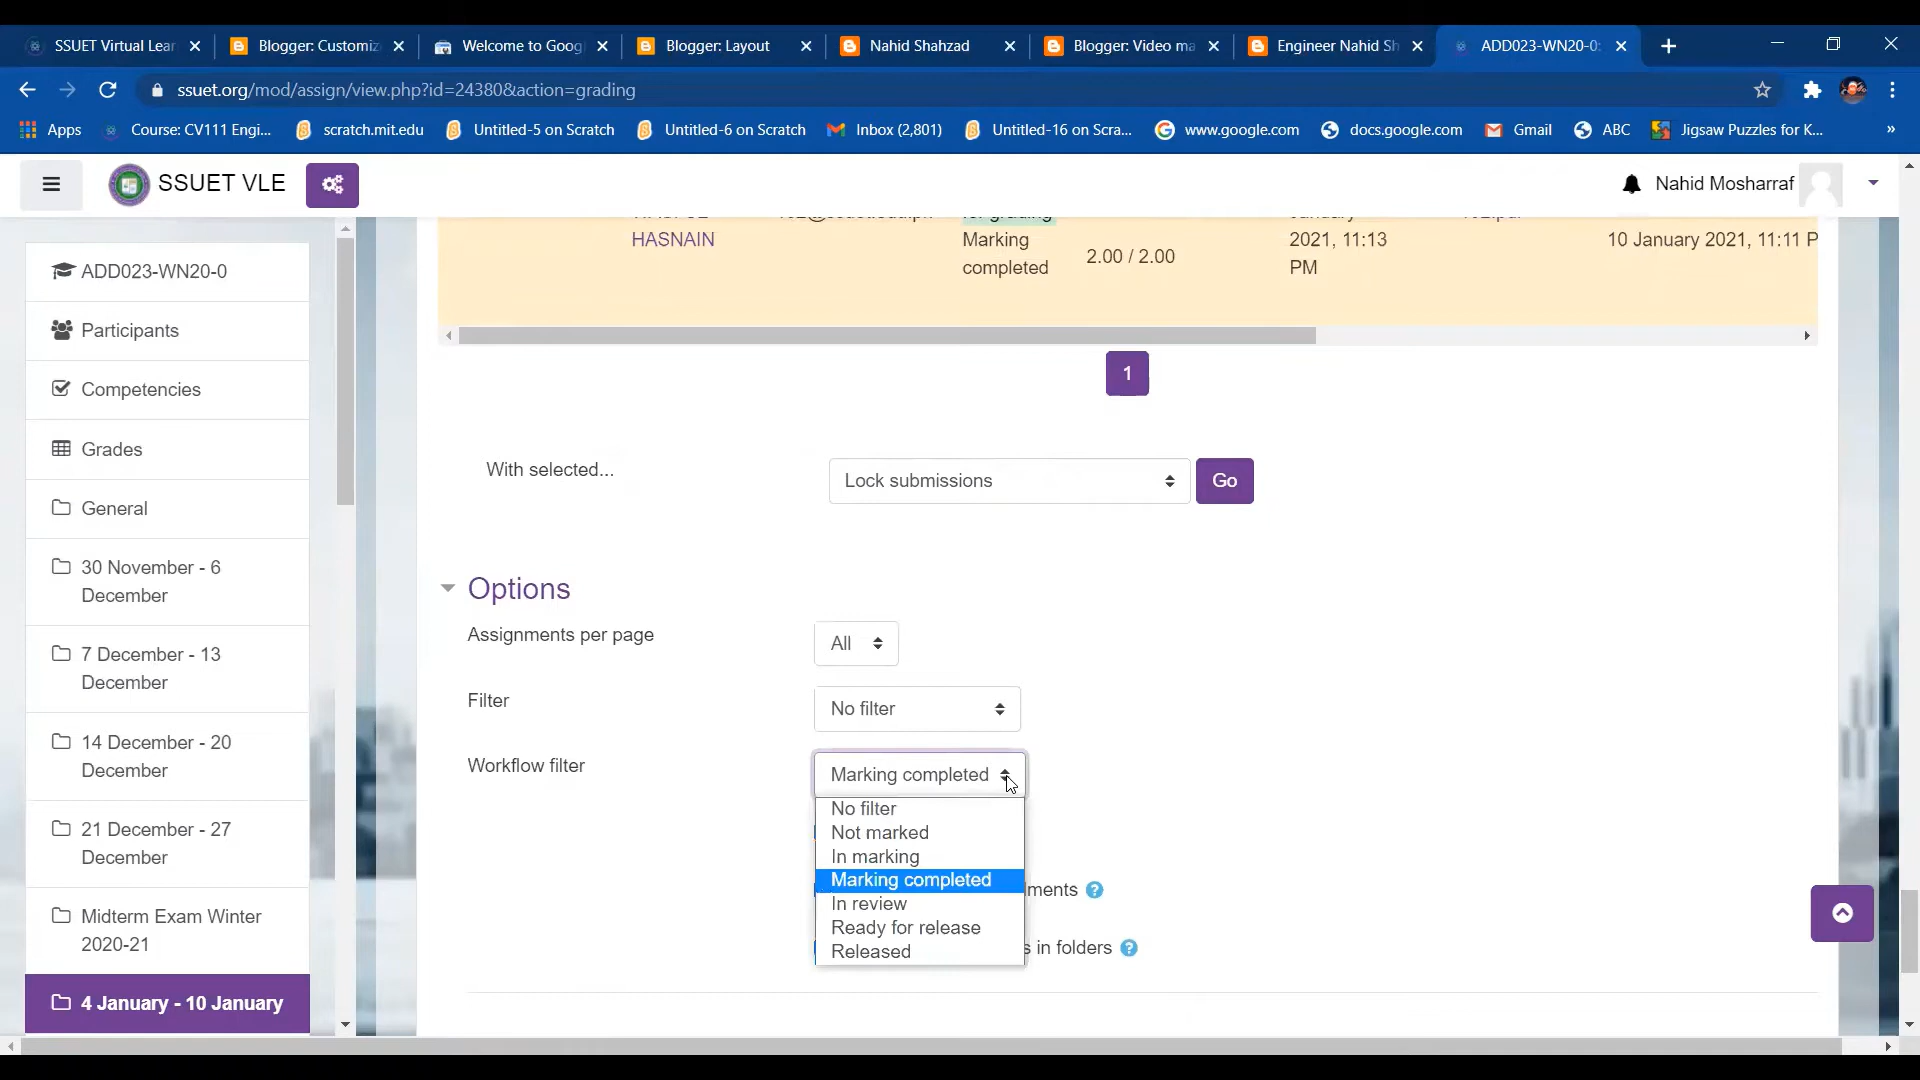 SSUET Virtual Lear
Blogger: Customiz
Welcome to Goog
Blogger: Layout
Nahid Shahzad
Blogger: Video ma
Engineer Nahid Sh
ADD023-WN20-0:
ssuet.org/mod/assign/view.php?id=24380&action=grading
Apps
Course: CV111 Engi...
scratch.mit.edu
Untitled-5 on Scratch
Untitled-6 on Scratch
Inbox (2,801)
Untitled-16 on Scra...
www.google.com
docs.google.com
Gmail
ABC
Jigsaw Puzzles for K...
»
SSUET VLE
Nahid Mosharraf
ADD023-WN20-0
Participants
Competencies
Grades
General
30 November - 6
December
7 December - 13
December
14 December - 20
December
21 December - 27
December
Midterm Exam Winter
2020-21
4 January - 10 January
HASNAIN
for grading
Marking
completed
2.00 / 2.00
January
2021, 11:13
PM
10 January 2021, 11:11 P
1
With selected...
Lock submissions
Go
Options
Assignments per page
All
Filter
No filter
Workflow filter
Marking completed
No filter
Not marked
In marking
Marking completed
In review
Ready for release
Released
ments
s in folders